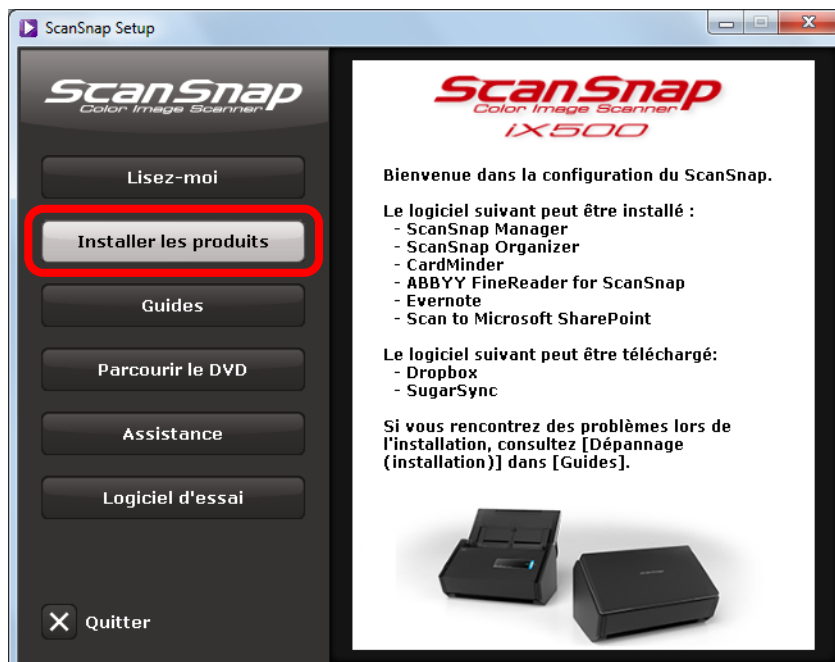 ScanSnap Setup
ScanSnap
Color Image Scanner
Lisez-moi
Installer les produits
Guides
Parcourir le DVD
Assistance
Logiciel d'essai
Quitter
ScanSnap
Color Image Scanner
iX500
Bienvenue dans la configuration du ScanSnap.
Le logiciel suivant peut être installé :
- ScanSnap Manager
- ScanSnap Organizer
- CardMinder
- ABBYY FineReader for ScanSnap
- Evernote
- Scan to Microsoft SharePoint
Le logiciel suivant peut être téléchargé:
- Dropbox
- SugarSync
Si vous rencontrez des problèmes lors de
l'installation, consultez [Dépannage
(installation)] dans [Guides].